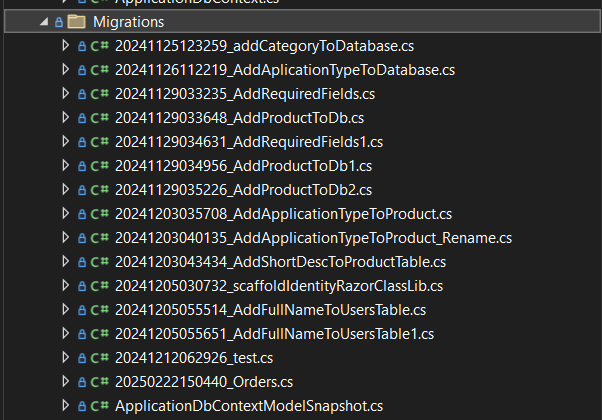 ApplicationDbContext.cs
Migrations
C# 20241125123259_addCategoryToDatabase.cs
C# 20241126112219_AddAplicationTypeToDatabase.cs
C# 20241129033235_AddRequiredFields.cs
C# 20241129033648_AddProductToDb.cs
C# 20241129034631_AddRequiredFields1.cs
C# 20241129034956_AddProductToDb1.cs
C# 20241129035226_AddProductToDb2.cs
C# 20241203035708_AddApplicationTypeToProduct.cs
C# 20241203040135_AddApplicationTypeToProduct_Rename.cs
C# 20241203043434_AddShortDescToProductTable.cs
C# 20241205030732_scaffoldIdentityRazorClassLib.cs
C# 20241205055514_AddFullNameToUsersTable.cs
C# 20241205055651_AddFullNameToUsersTable1.cs
C# 20241212062926_test.cs
C# 20250222150440_Orders.cs
C# ApplicationDbContextModelSnapshot.cs